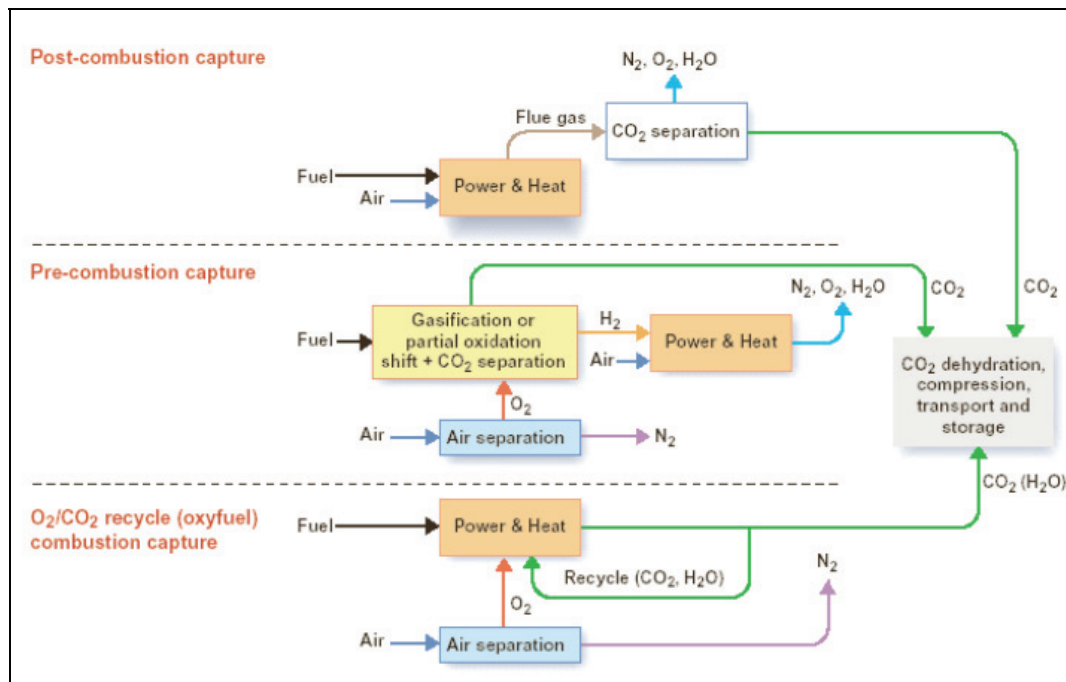 Post-combustion capture
N₂, O₂, H₂O
Flue gas
CO₂ separation
Fuel
Air
Power & Heat
CO₂
Pre-combustion capture
N₂, O₂, H₂O
CO₂
Fuel
Gasification or
partial oxidation
shift + CO₂ separation
H₂
Air
Power & Heat
O₂
Air
Air separation
N₂
CO₂ dehydration,
compression,
transport and
storage
CO₂ (H₂O)
O₂/CO₂ recycle (oxyfuel)
combustion capture
Fuel
Power & Heat
Recycle (CO₂, H₂O)
N₂
O₂
Air
Air separation